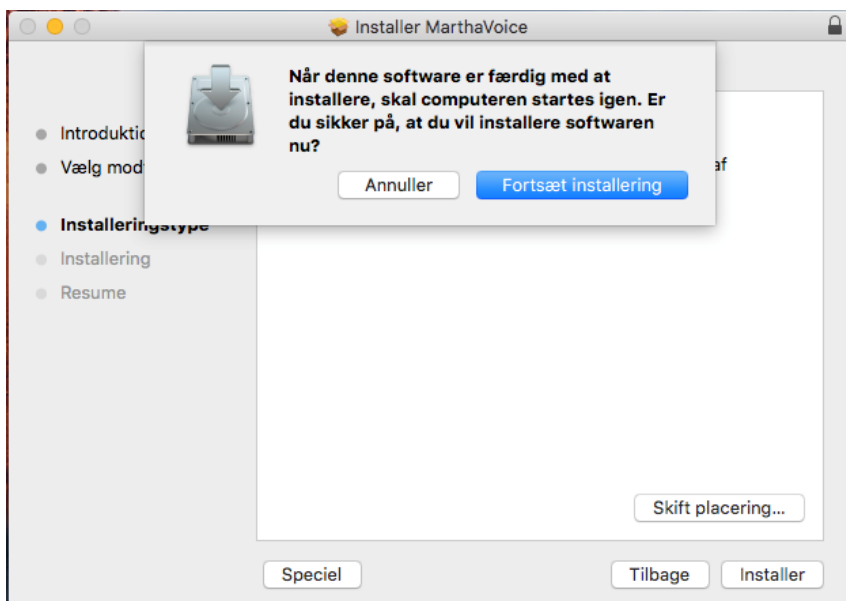 Installer MarthaVoice
Når denne software er færdig med at
installere, skal computeren startes igen. Er
du sikker på, at du vil installere softwaren
nu?
Annuller
Fortsæt installering
Introduktio
Vælg mod
af
Installeringstype
Installering
Resume
Skift placering...
Speciel
Tilbage
Installer